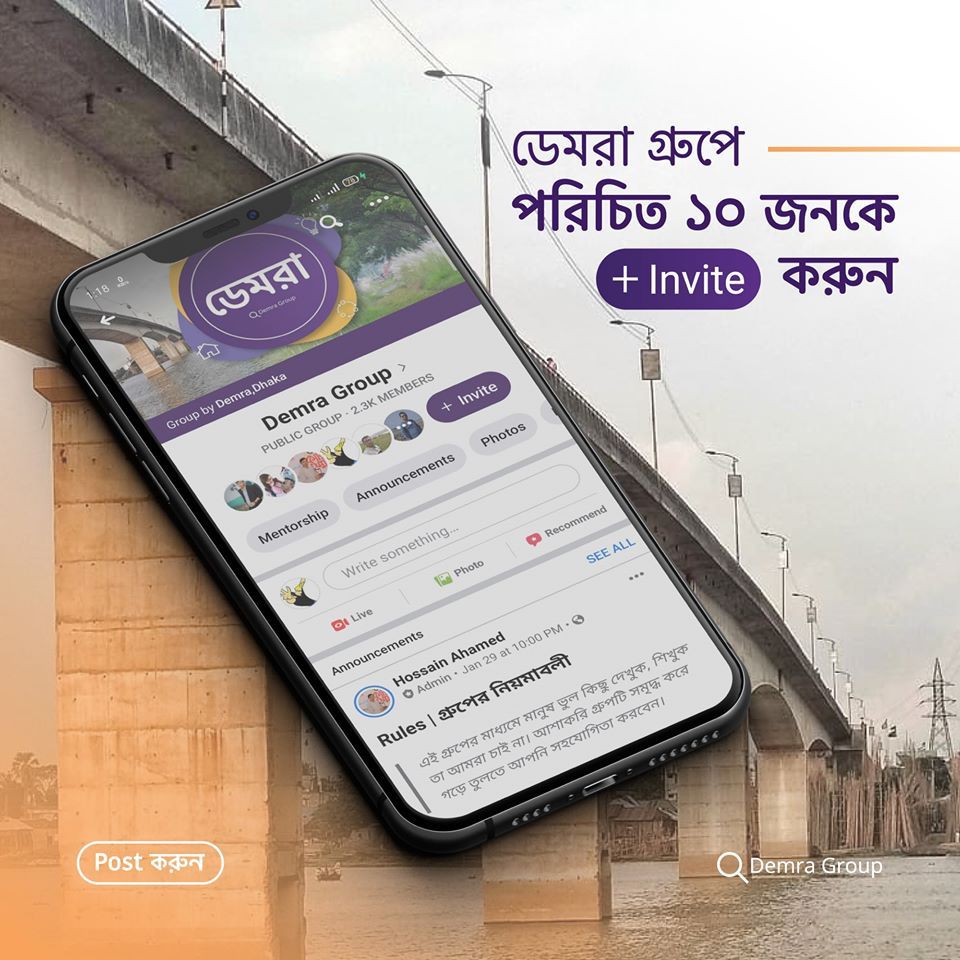 ডেমরা গ্রুপে
পরিচিত ১০ জনকে
+ Invite করুন
1:18
78
ডেমরা
Demra Group
Group by Demra,Dhaka
Demra Group
PUBLIC GROUP · 2.3K MEMBERS
+ Invite
Mentorship
Announcements
Photos
Write something...
Live
Photo
Recommend
Announcements
SEE ALL
Hossain Ahamed
Admin · Jan 29 at 10:00 PM ·
Rules | গ্রুপের নিয়মাবলী
এই গ্রুপের মাধ্যমে মানুষ ভুল কিছু দেখুক, শিখুক
তা আমরা চাই না। আশাকরি গ্রুপটি সমৃদ্ধ করে
গড়ে তুলতে আপনি সহযোগিতা করবেন।
Post করুন
Demra Group